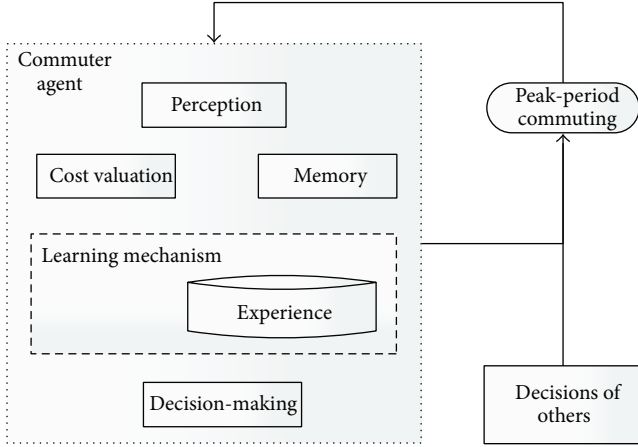 Commuter
agent
Perception
Cost valuation
Memory
Learning mechanism
Experience
Decision-making
Peak-period
commuting
Decisions of
others